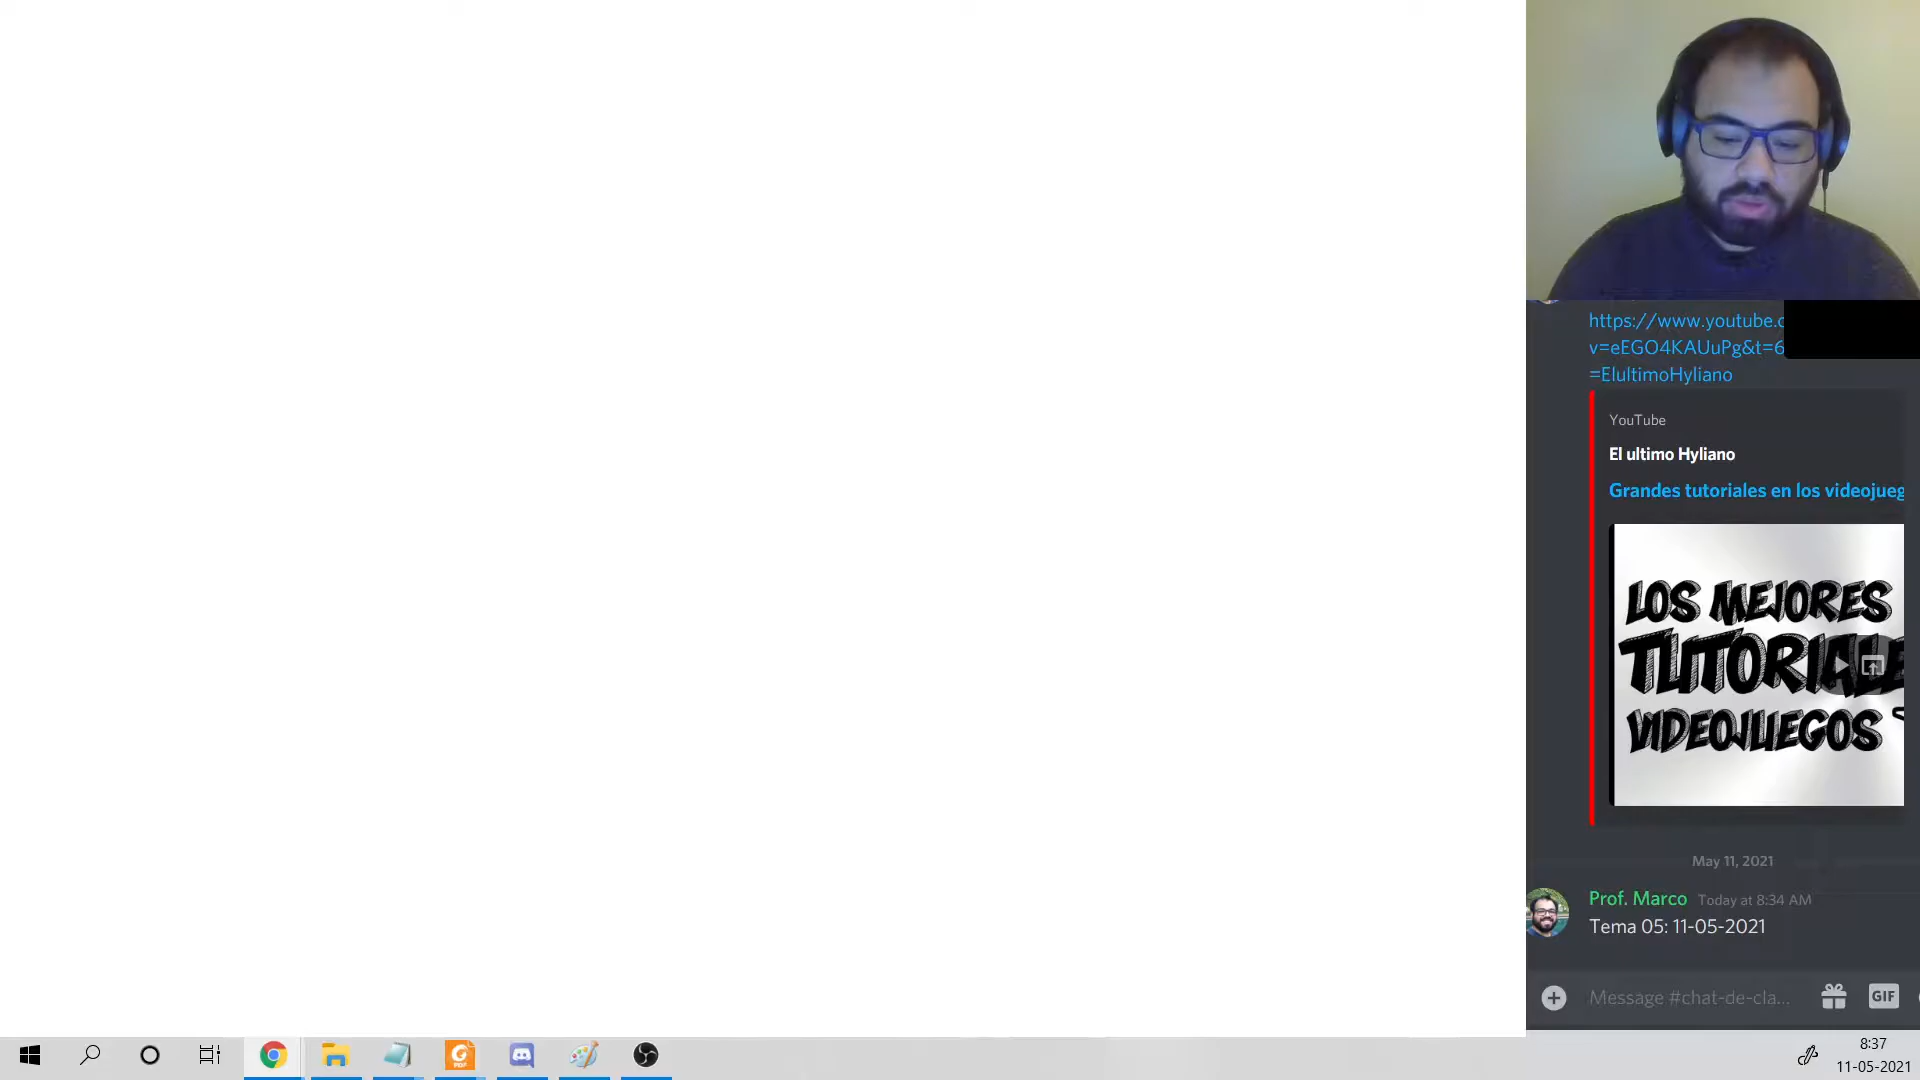 https://www.youtube.c
v=eEGO4KAUuPg&t=6
=ElultimoHyliano
YouTube
El ultimo Hyliano
Grandes tutoriales en los videojueg
LOS MEJORES
TUTORIALE
VIDEOJUEGOS
May 11, 2021
Prof. Marco Today at 8:34 AM
Tema 05: 11-05-2021
Message #chat-de-cla...
GIF
PDF
8:37
11-05-2021